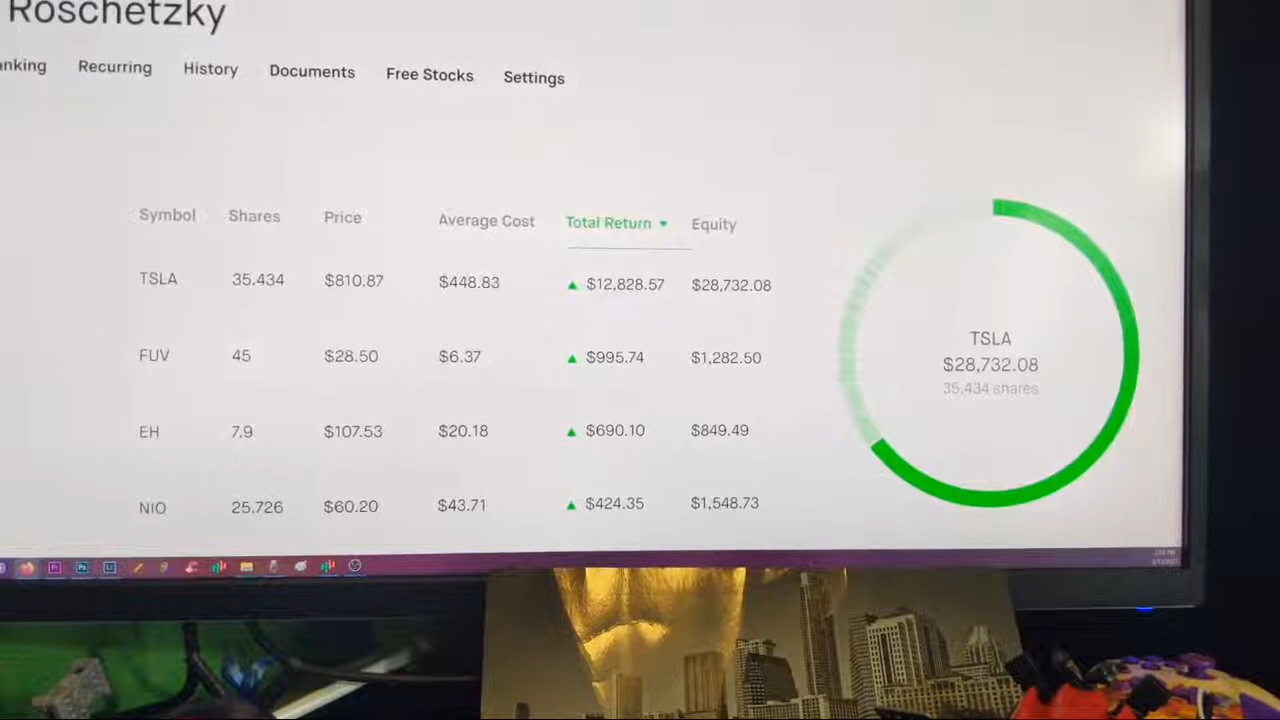 Roschetzky
anking Recurring History Documents Free Stocks Settings
Symbol Shares Price Average Cost Total Return Equity
TSLA 35.434 $810.87 $448.83 $12,828.57 $28,732.08
FUV 45 $28.50 $6.37 $995.74 $1,282.50
EH 7.9 $107.53 $20.18 $690.10 $849.49
NIO 25.726 $60.20 $43.71 $424.35 $1,548.73
TSLA
$28,732.08
35.434 shares
Pr Ps